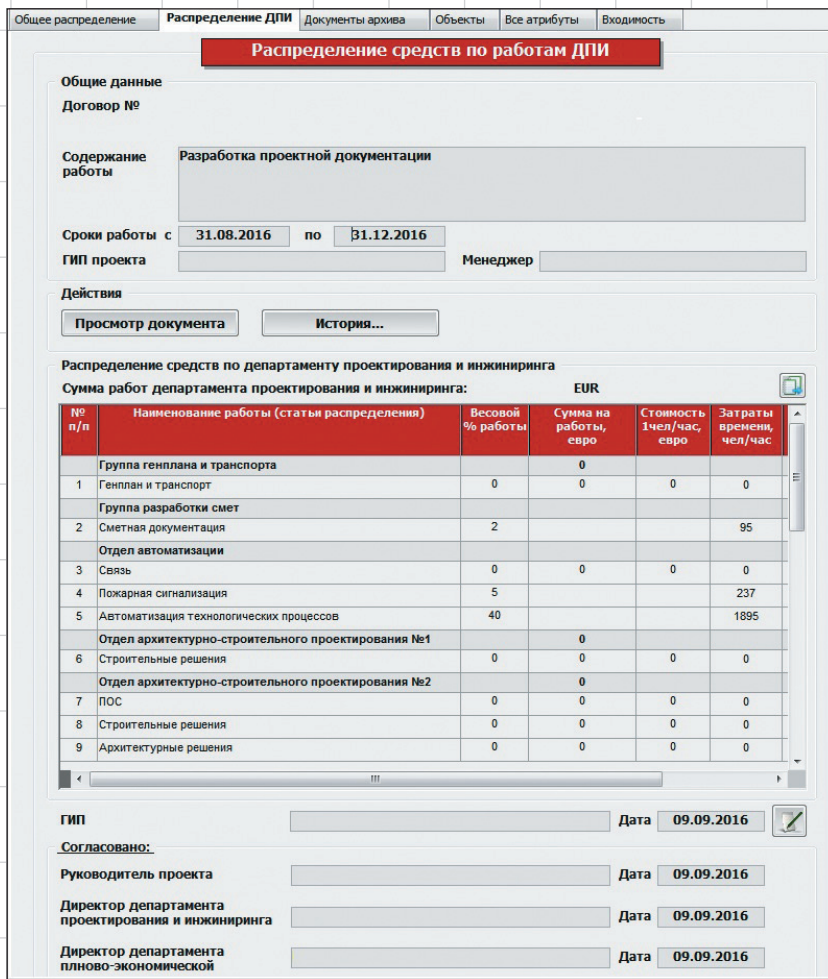 Общее распределение Распределение ДПИ Документы архива Объекты Все атрибуты Входимость
Распределение средств по работам ДПИ
Общие данные
Договор №
Содержание работы
Разработка проектной документации
Сроки работы с 31.08.2016 по 31.12.2016
ГИП проекта Менеджер
Действия
Просмотр документа История...
Распределение средств по департаменту проектирования и инжиниринга
Сумма работ департамента проектирования и инжиниринга: EUR
№ п/п Наименование работы (статьи распределения) Весовой % работы Сумма на работы, евро Стоимость 1чел/час, евро Затраты времени, чел/час
Группа генплана и транспорта 0
1 Генплан и транспорт 0 0 0 0
Группа разработки смет
2 Сметная документация 2 95
Отдел автоматизации
3 Связь 0 0 0 0
4 Пожарная сигнализация 5 237
5 Автоматизация технологических процессов 40 1895
Отдел архитектурно-строительного проектирования №1 0
6 Строительные решения 0 0 0 0
Отдел архитектурно-строительного проектирования №2 0
7 ПОС 0 0 0 0
8 Строительные решения 0 0 0 0
9 Архитектурные решения 0 0 0 0
ГИП Дата 09.09.2016
Согласовано:
Руководитель проекта Дата 09.09.2016
Директор департамента
проектирования и инжиниринга Дата 09.09.2016
Директор департамента
плново-экономической Дата 09.09.2016